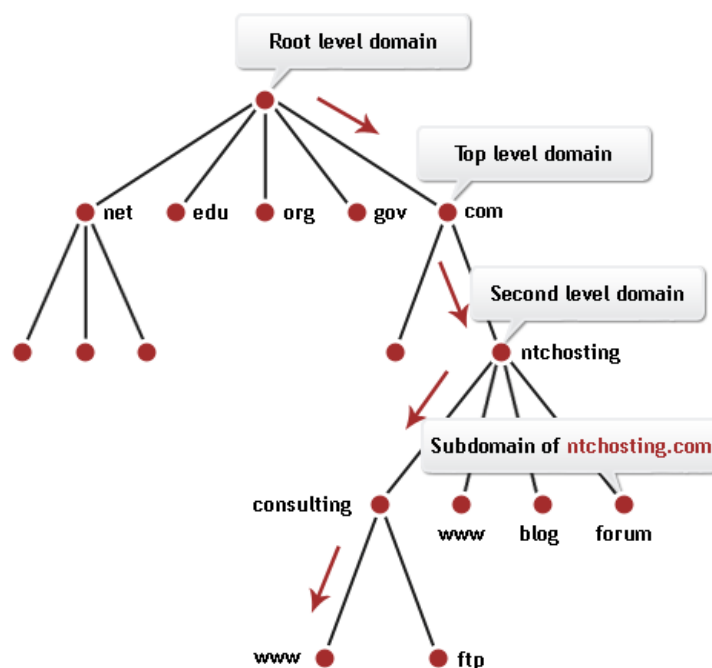 Root level domain
Top level domain
net
edu
org
gov
com
Second level domain
ntchosting
Subdomain of ntchosting.com
consulting
www
blog
forum
www
ftp